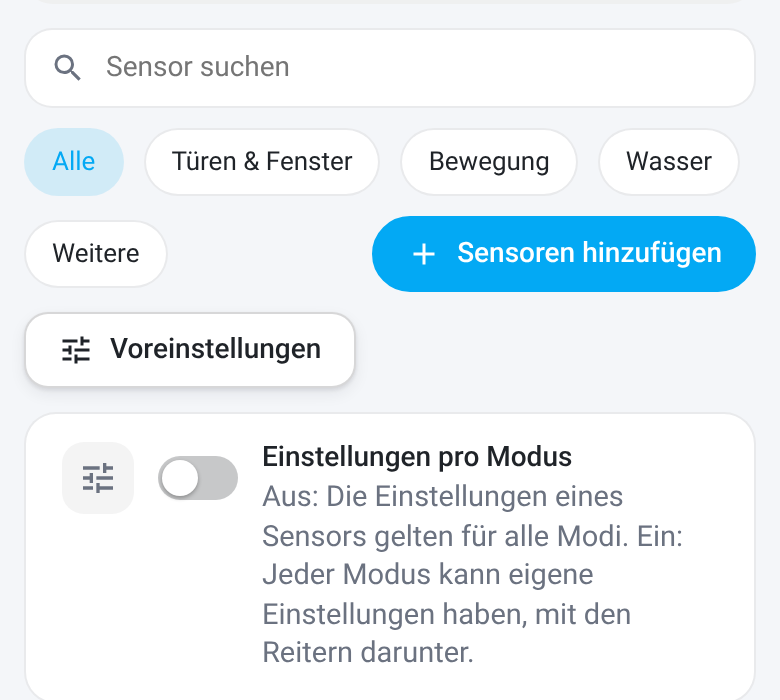 Sensor suchen
Alle
Türen & Fenster
Bewegung
Wasser
Weitere
Sensoren hinzufügen
Voreinstellungen
Einstellungen pro Modus
Aus: Die Einstellungen eines
Sensors gelten für alle Modi. Ein:
Jeder Modus kann eigene
Einstellungen haben, mit den
Reitern darunter.